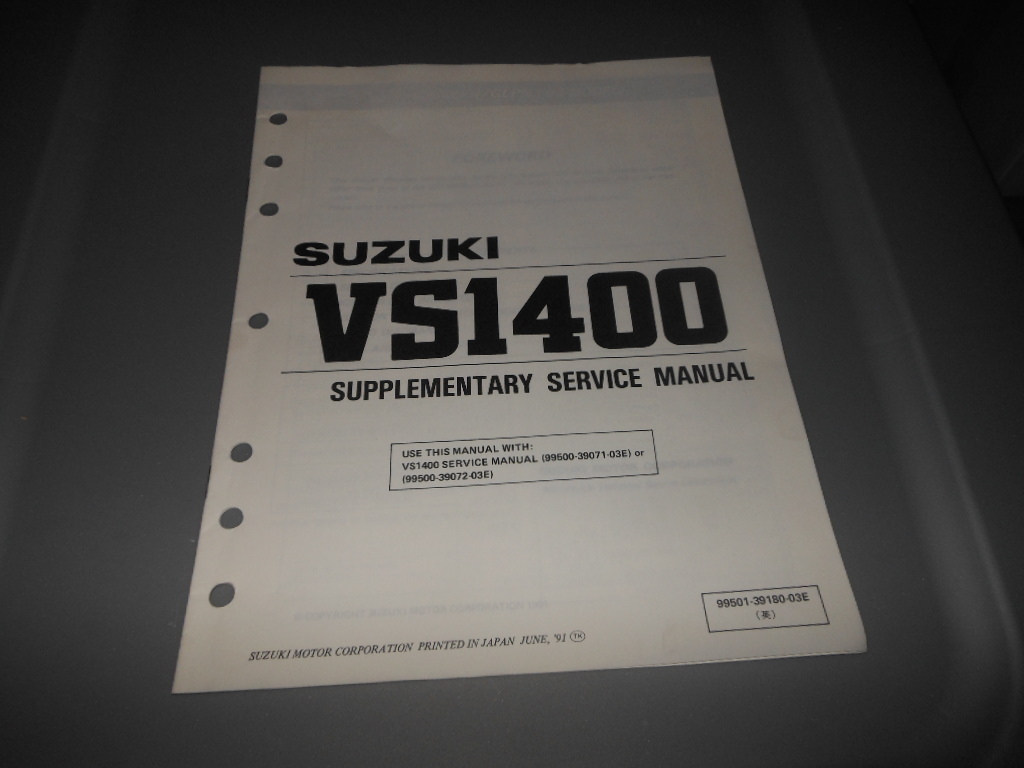 SUZUKI
VS1400
SUPPLEMENTARY SERVICE MANUAL
USE THIS MANUAL WITH:
VS1400 SERVICE MANUAL (99500-39071-03E) or
(99500-39072-03E)
99501-39180-03E
(英)
SUZUKI MOTOR CORPORATION PRINTED IN JAPAN JUNE, '91 TK
FOREWORD